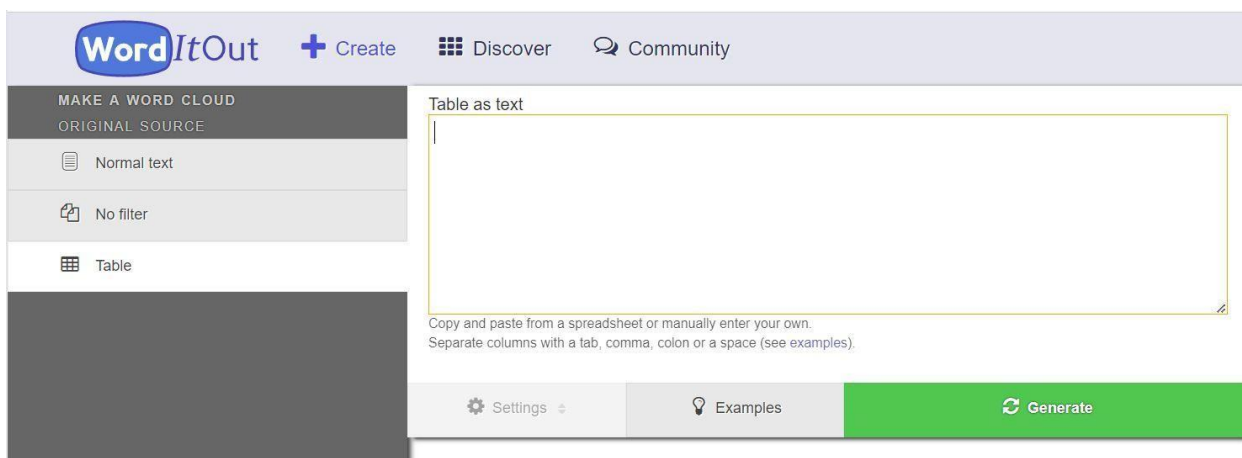 WordItOut Create Discover Community
MAKE A WORD CLOUD
ORIGINAL SOURCE
Normal text
No filter
Table
Table as text
Copy and paste from a spreadsheet or manually enter your own.
Separate columns with a tab, comma, colon or a space (see examples).
Settings Examples Generate